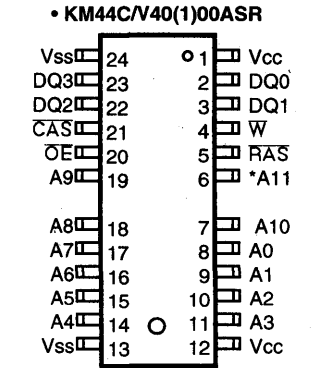 • KM44C/V40(1)00ASR
Vss 24 1 Vcc
DQ3 23 2 DQ0
DQ2 22 3 DQ1
CAS 21 4 W
OE 20 5 RAS
A9 19 6 *A11
A8 18 7 A10
A7 17 8 A0
A6 16 9 A1
A5 15 10 A2
A4 14 11 A3
Vss 13 12 Vcc